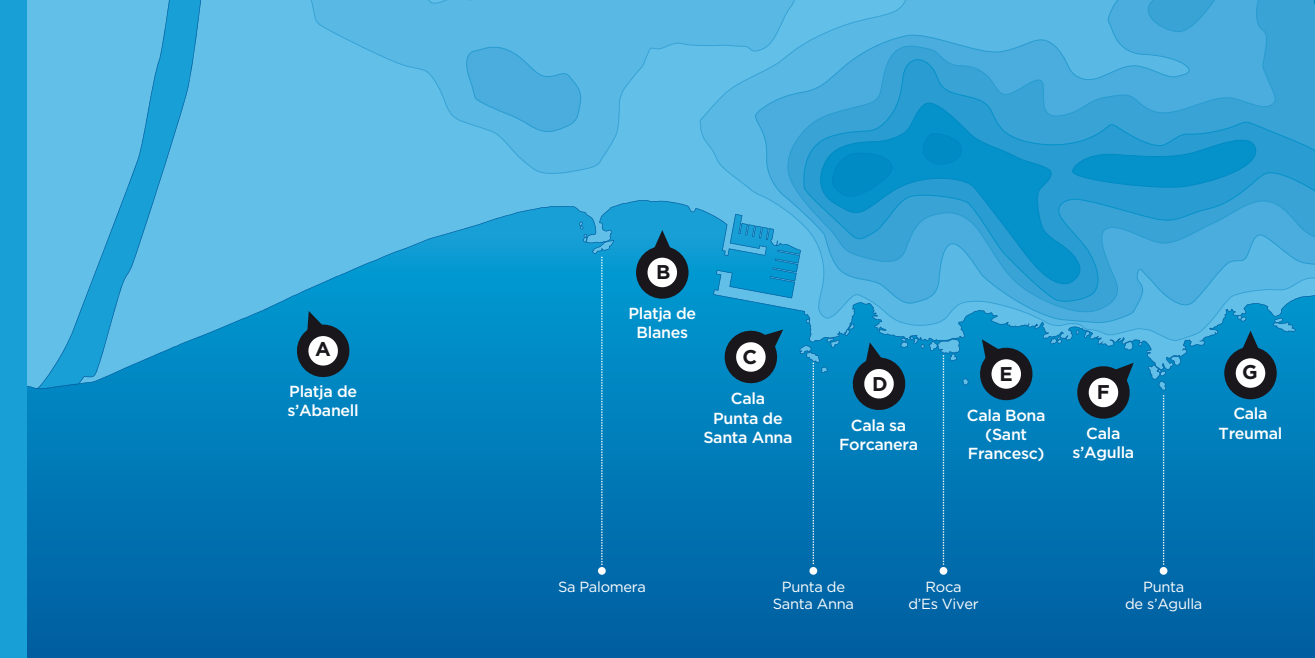 A
Platja de
s'Abanell
B
Platja de
Blanes
C
Cala
Punta de
Santa Anna
D
Cala sa
Forcanera
E
Cala Bona
(Sant
Francesc)
F
Cala
s'Agulla
G
Cala
Treumal
Sa Palomera
Punta de
Santa Anna
Roca
d'Es Viver
Punta
de s'Agulla